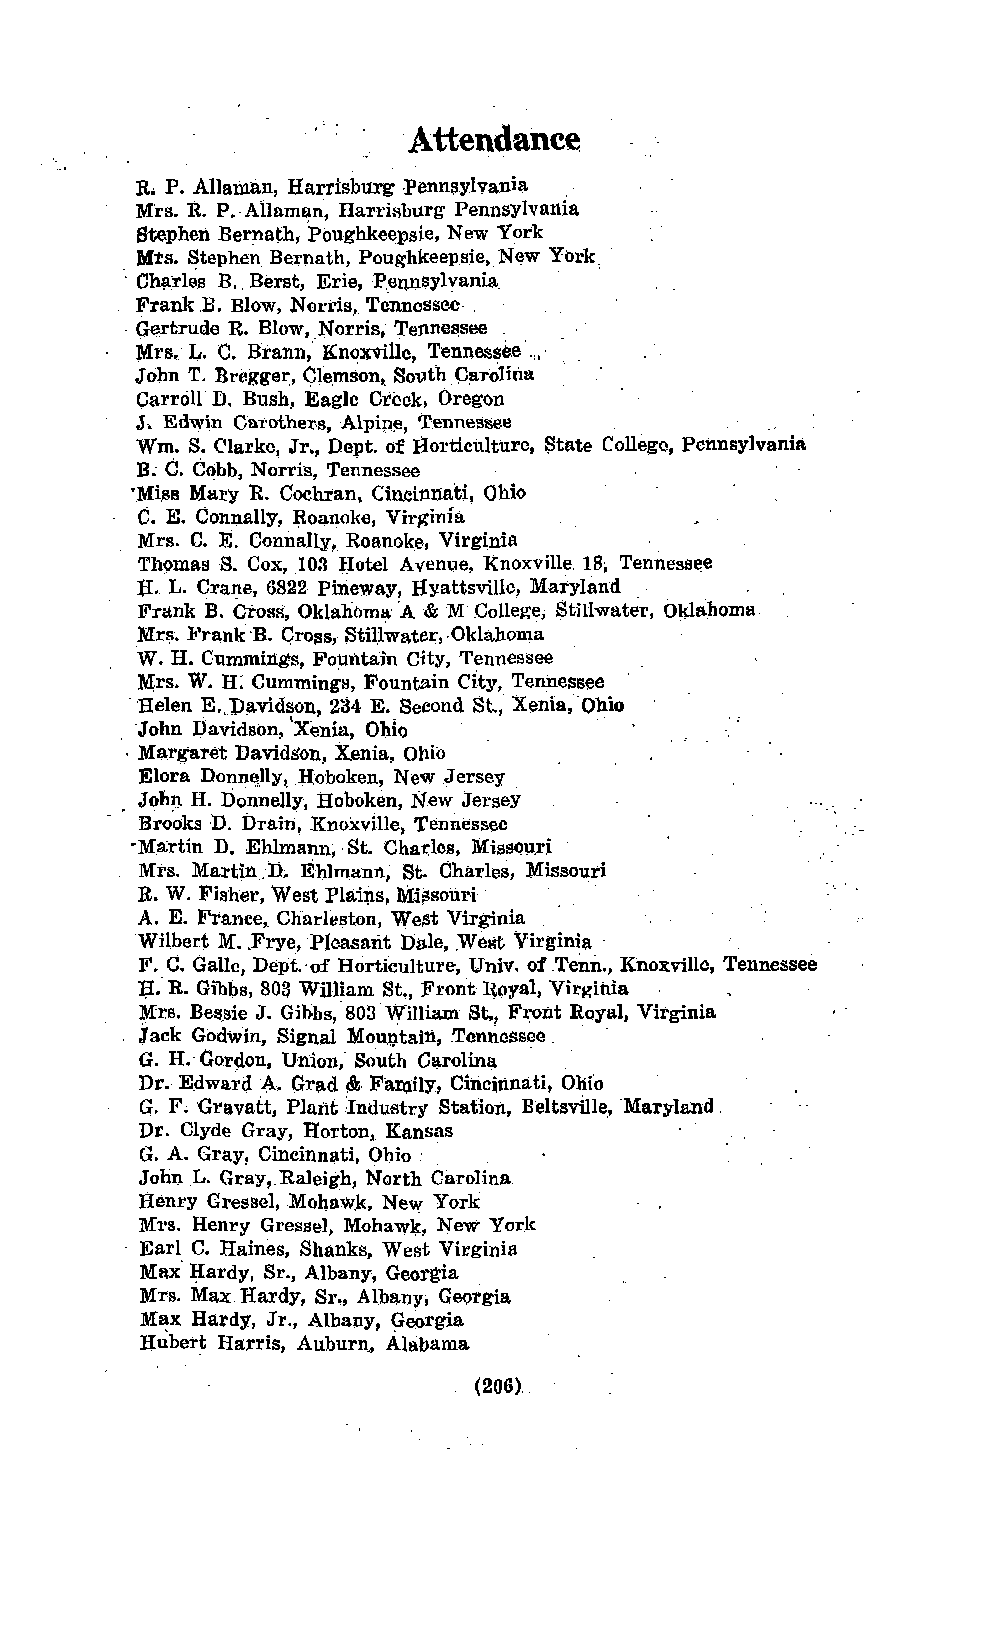 Attendance
R. P. Allaman, Harrisburg Pennsylvania
Mrs. R. P. Allaman, Harrisburg Pennsylvania
Stephen Bernath, Poughkeepsie, New York
Mrs. Stephen Bernath, Poughkeepsie, New York
Charles B. Berst, Erie, Pennsylvania
Frank B. Blow, Norris, Tennessee
Gertrude R. Blow, Norris, Tennessee
Mrs. L. C. Brann, Knoxville, Tennessee
John T. Bregger, Clemson, South Carolina
Carroll D. Bush, Eagle Creek, Oregon
J. Edwin Carothers, Alpine, Tennessee
Wm. S. Clarke, Jr., Dept. of Horticulture, State College, Pennsylvania
B. C. Cobb, Norris, Tennessee
Miss Mary R. Cochran, Cincinnati, Ohio
C. E. Connally, Roanoke, Virginia
Mrs. C. E. Connally, Roanoke, Virginia
Thomas S. Cox, 103 Hotel Avenue, Knoxville 18, Tennessee
H. L. Crane, 6822 Pineway, Hyattsville, Maryland
Frank B. Cross, Oklahoma A & M College, Stillwater, Oklahoma
Mrs. Frank B. Cross, Stillwater, Oklahoma
W. H. Cummings, Fountain City, Tennessee
Mrs. W. H. Cummings, Fountain City, Tennessee
Helen E. Davidson, 234 E. Second St., Xenia, Ohio
John Davidson, Xenia, Ohio
Margaret Davidson, Xenia, Ohio
Elora Donnelly, Hoboken, New Jersey
John H. Donnelly, Hoboken, New Jersey
Brooks D. Drain, Knoxville, Tennessee
Martin D. Ehlmann, St. Charles, Missouri
Mrs. Martin D. Ehlmann, St. Charles, Missouri
R. W. Fisher, West Plains, Missouri
A. E. France, Charleston, West Virginia
Wilbert M. Frye, Pleasant Dale, West Virginia
F. C. Galle, Dept. of Horticulture, Univ. of Tenn., Knoxville, Tennessee
H. R. Gibbs, 803 William St., Front Royal, Virginia
Mrs. Bessie J. Gibbs, 803 William St., Front Royal, Virginia
Jack Godwin, Signal Mountain, Tennessee
G. H. Gordon, Union, South Carolina
Dr. Edward A. Grad & Family, Cincinnati, Ohio
G. F. Gravatt, Plant Industry Station, Beltsville, Maryland
Dr. Clyde Gray, Horton, Kansas
G. A. Gray, Cincinnati, Ohio
John L. Gray, Raleigh, North Carolina
Henry Gressel, Mohawk, New York
Mrs. Henry Gressel, Mohawk, New York
Earl C. Haines, Shanks, West Virginia
Max Hardy, Sr., Albany, Georgia
Mrs. Max Hardy, Sr., Albany, Georgia
Max Hardy, Jr., Albany, Georgia
Hubert Harris, Auburn, Alabama
(206)